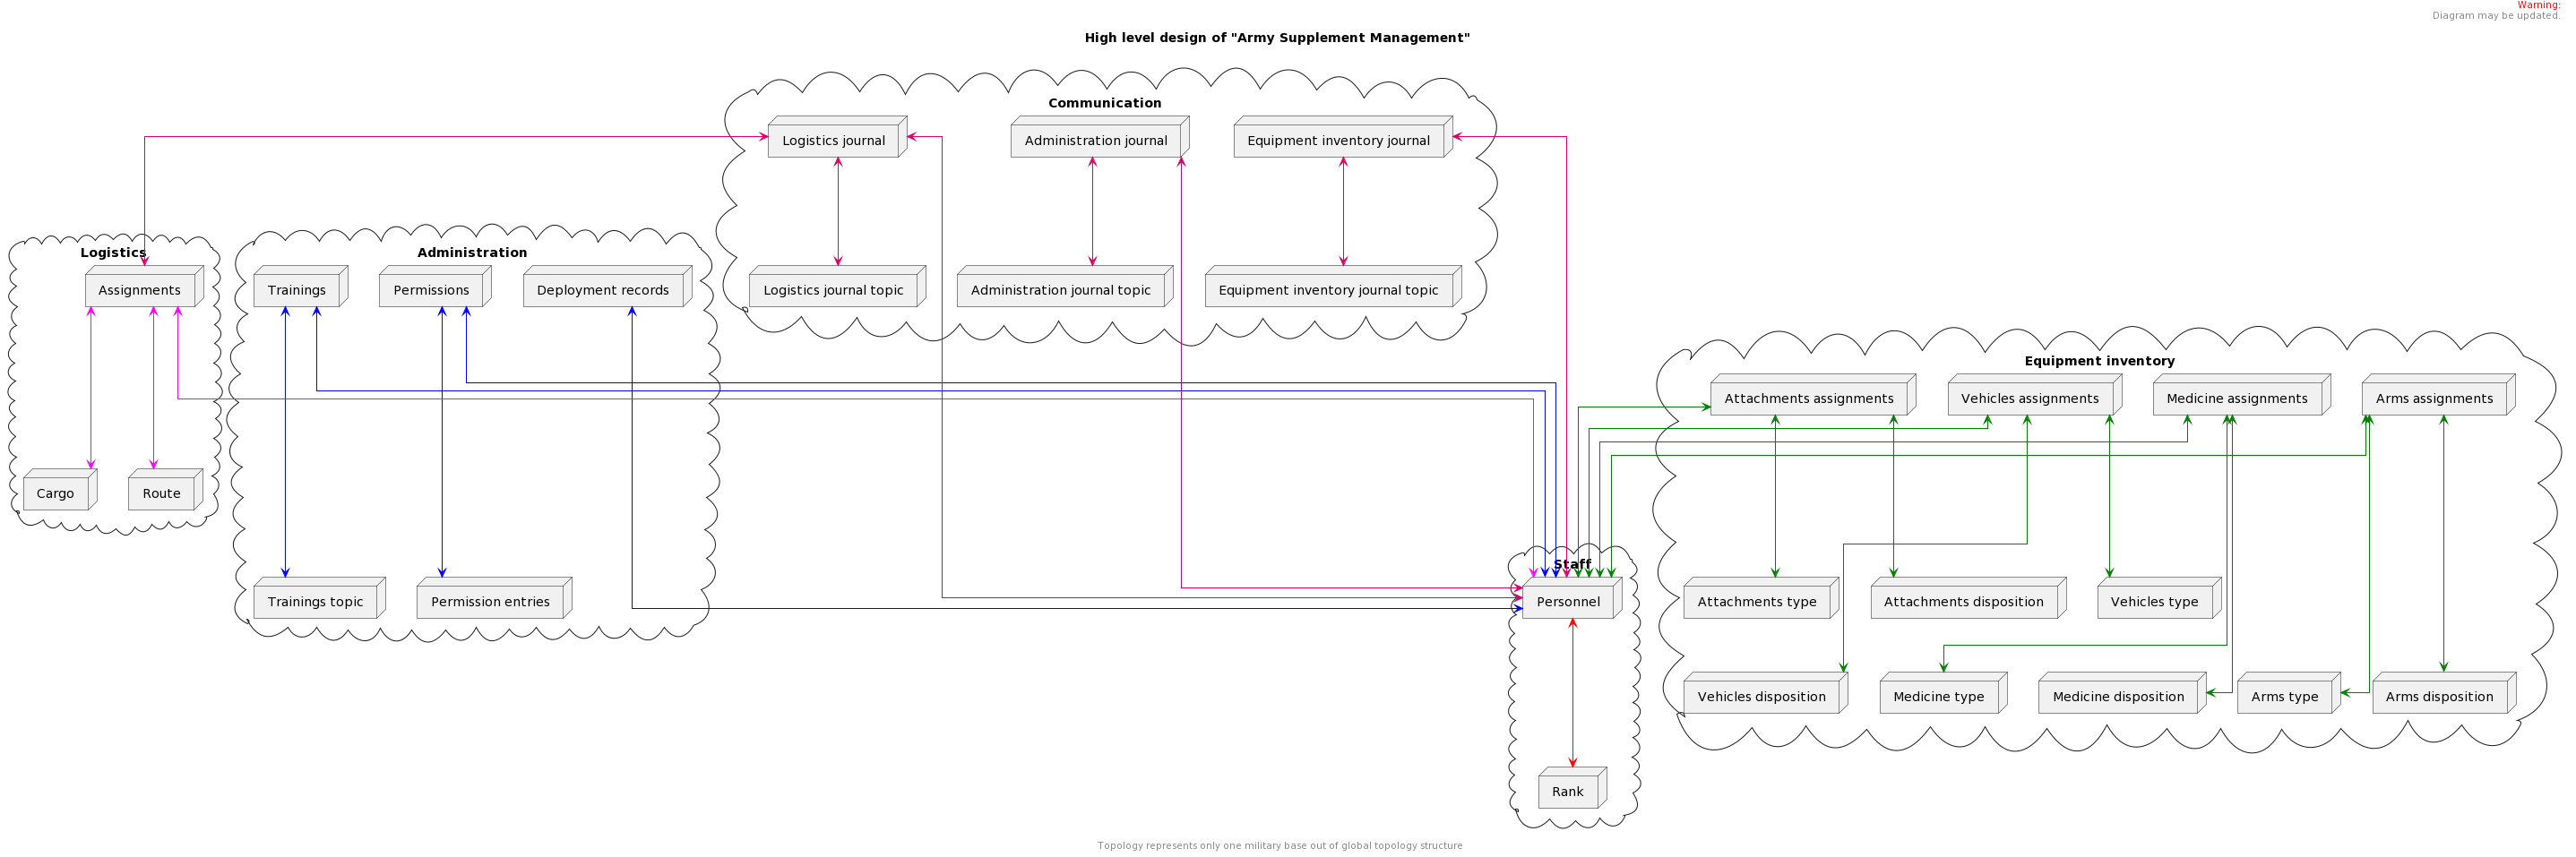 Warning:
Diagram may be updated.
High level design of "Army Supplement Management"
Communication
Logistics journal
Administration journal
Equipment inventory journal
Logistics
Administration
Assignments
Trainings
Permissions
Deployment records
Logistics journal topic
Administration journal topic
Equipment inventory journal topic
Equipment inventory
Attachments assignments
Vehicles assignments
Medicine assignments
Arms assignments
Cargo
Route
Staff
Trainings topic
Permission entries
Personnel
Attachments type
Attachments disposition
Vehicles type
Vehicles disposition
Medicine type
Medicine disposition
Arms type
Arms disposition
Rank
Topology represents only one military base out of global topology structure